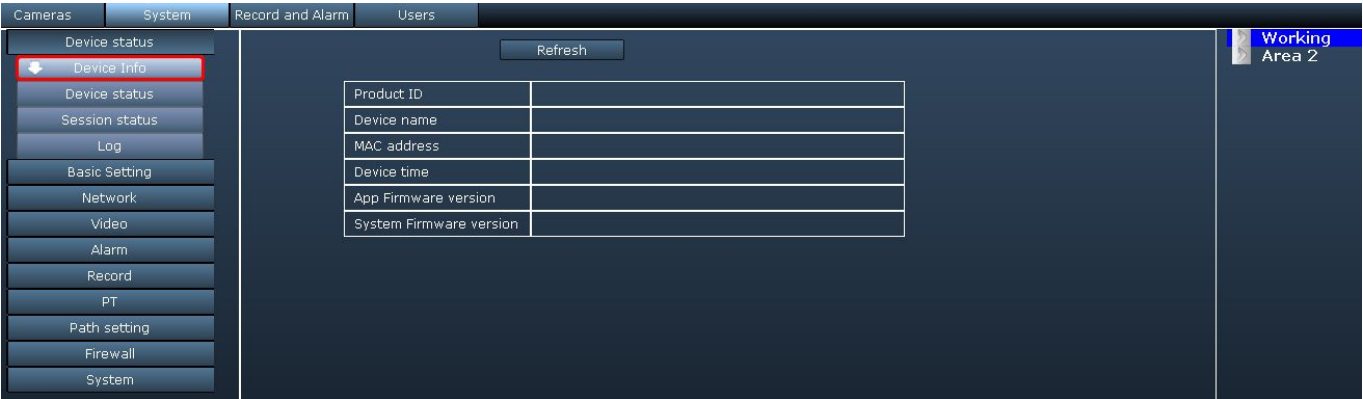 Cameras
System
Record and Alarm
Users
Device status
Device Info
Device status
Session status
Log
Basic Setting
Network
Video
Alarm
Record
PT
Path setting
Firewall
System
Refresh
Product ID
Device name
MAC address
Device time
App Firmware version
System Firmware version
Working
Area 2